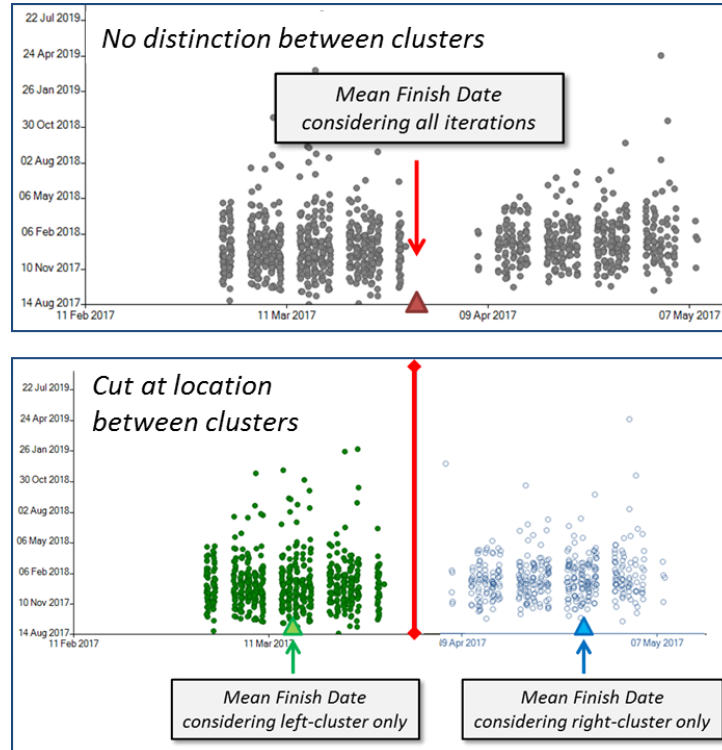 22 Jul 2019
No distinction between clusters
24 Apr 2019
26 Jan 2019
Mean Finish Date
considering all iterations
30 Oct 2018
02 Aug 2018
06 May 2018
06 Feb 2018
10 Nov 2017
14 Aug 2017
11 Feb 2017
11 Mar 2017
09 Apr 2017
07 May 2017
Cut at location
between clusters
22 Jul 2019
24 Apr 2019
26 Jan 2019
30 Oct 2018
02 Aug 2018
06 May 2018
06 Feb 2018
10 Nov 2017
14 Aug 2017
11 Feb 2017
11 Mar 2017
09 Apr 2017
07 May 2017
Mean Finish Date
considering left-cluster only
Mean Finish Date
considering right-cluster only